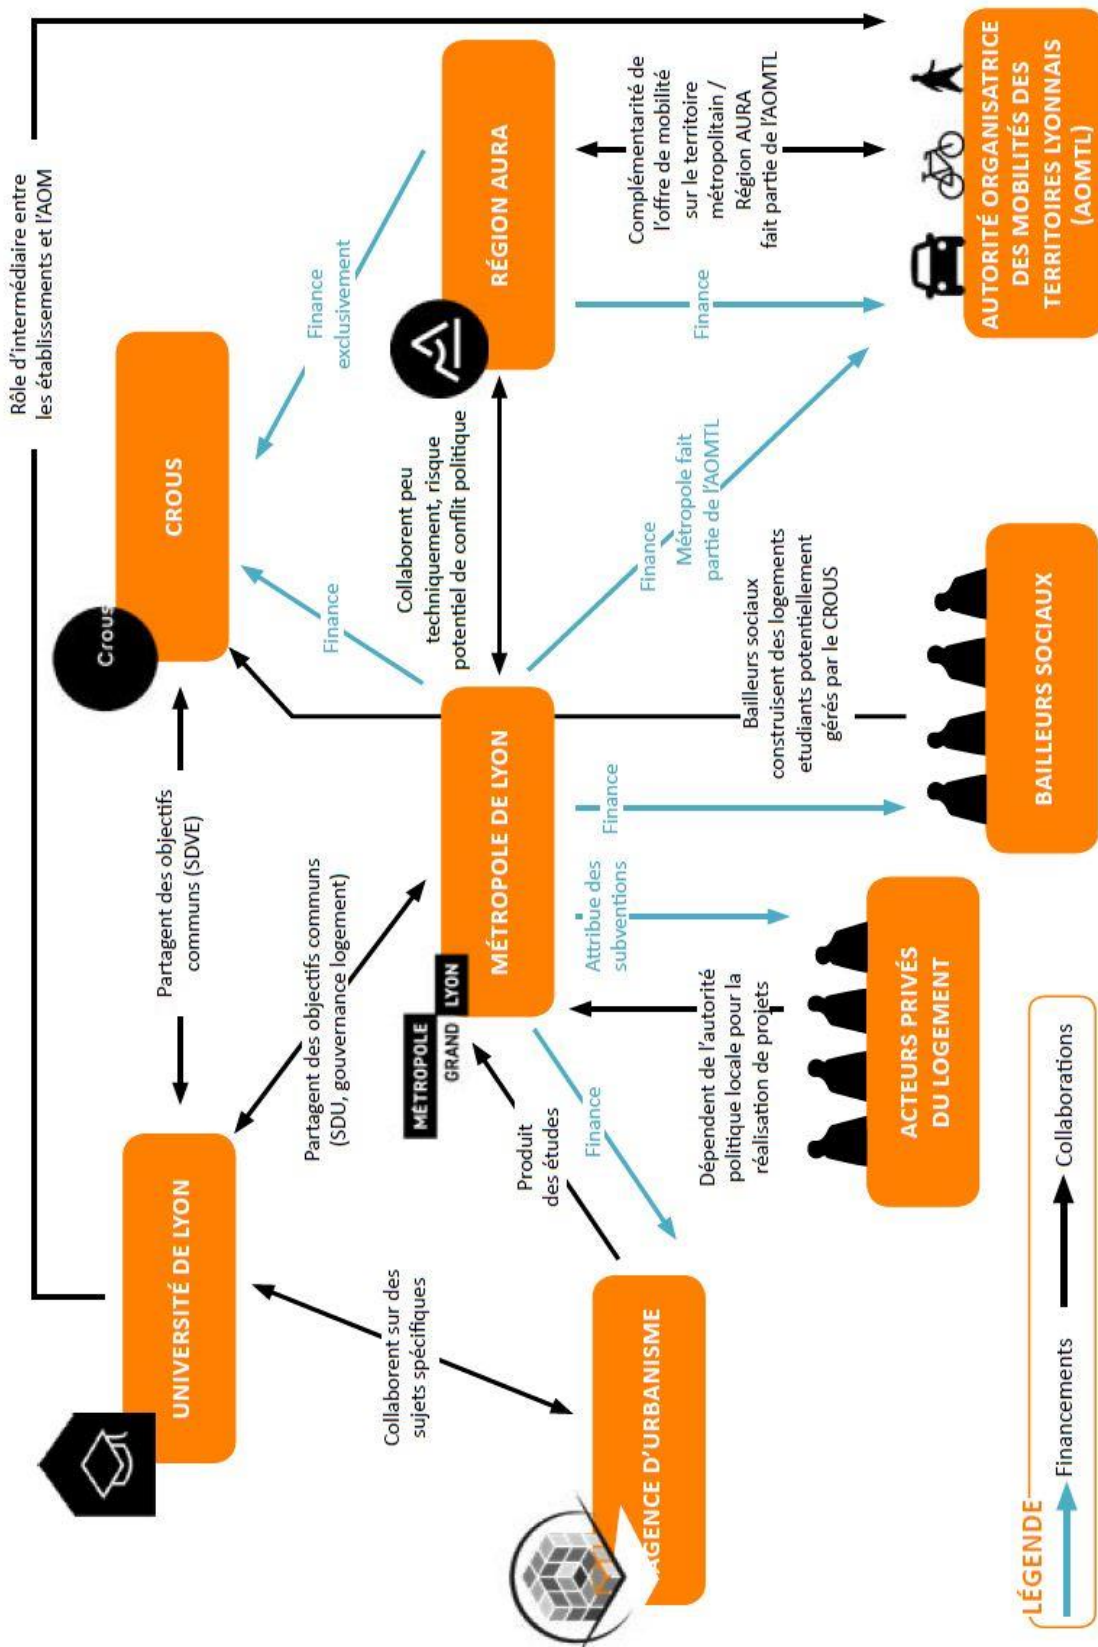 Rôle d'intermédiaire entre
les établissements et l'AOM
UNIVERSITÉ DE LYON
Partagent des objectifs
communs (SDVE)
Crous
CROUS
Finance
exclusivement
Partagent des objectifs communs
(SDU, gouvernance logement)
Finance
Collaborent sur des
sujets spécifiques
MÉTROPOLE
GRAND LYON
MÉTROPOLE DE LYON
Collaborent peu
techniquement, risque
potentiel de conflit politique
RÉGION AURA
Produit
des études
Finance
AGENCE D'URBANISME
Attribue des
subventions
Finance
Finance
Métropole fait
partie de l'AOMTL
Finance
Complémentarité de
l'offre de mobilité
sur le territoire
métropolitain /
Région AURA
fait partie de l'AOMTL
Dépendent de l'autorité
politique locale pour la
réalisation de projets
Bailleurs sociaux
construisent des logements
etudiants potentiellement
gérés par le CROUS
ACTEURS PRIVÉS
DU LOGEMENT
BAILLEURS SOCIAUX
AUTORITÉ ORGANISATRICE
DES MOBILITÉS DES
TERRITOIRES LYONNAIS
(AOMTL)
LÉGENDE
Financements
Collaborations